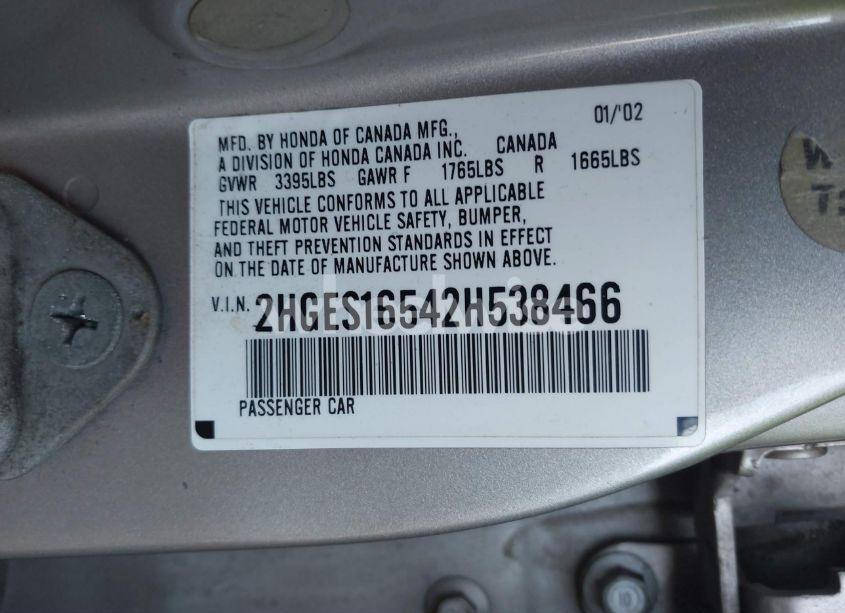 01/'02
MFD. BY HONDA OF CANADA MFG.,
A DIVISION OF HONDA CANADA INC. CANADA
GVWR 3395LBS GAWR F 1765LBS R 1665LBS
THIS VEHICLE CONFORMS TO ALL APPLICABLE
FEDERAL MOTOR VEHICLE SAFETY, BUMPER,
AND THEFT PREVENTION STANDARDS IN EFFECT
ON THE DATE OF MANUFACTURE SHOWN ABOVE.
V.I.N. 2HGES16542H538466
PASSENGER CAR